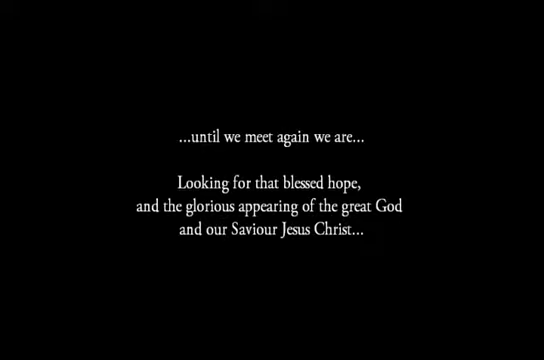 ...until we meet again we are...
Looking for that blessed hope,
and the glorious appearing of the great God
and our Saviour Jesus Christ...